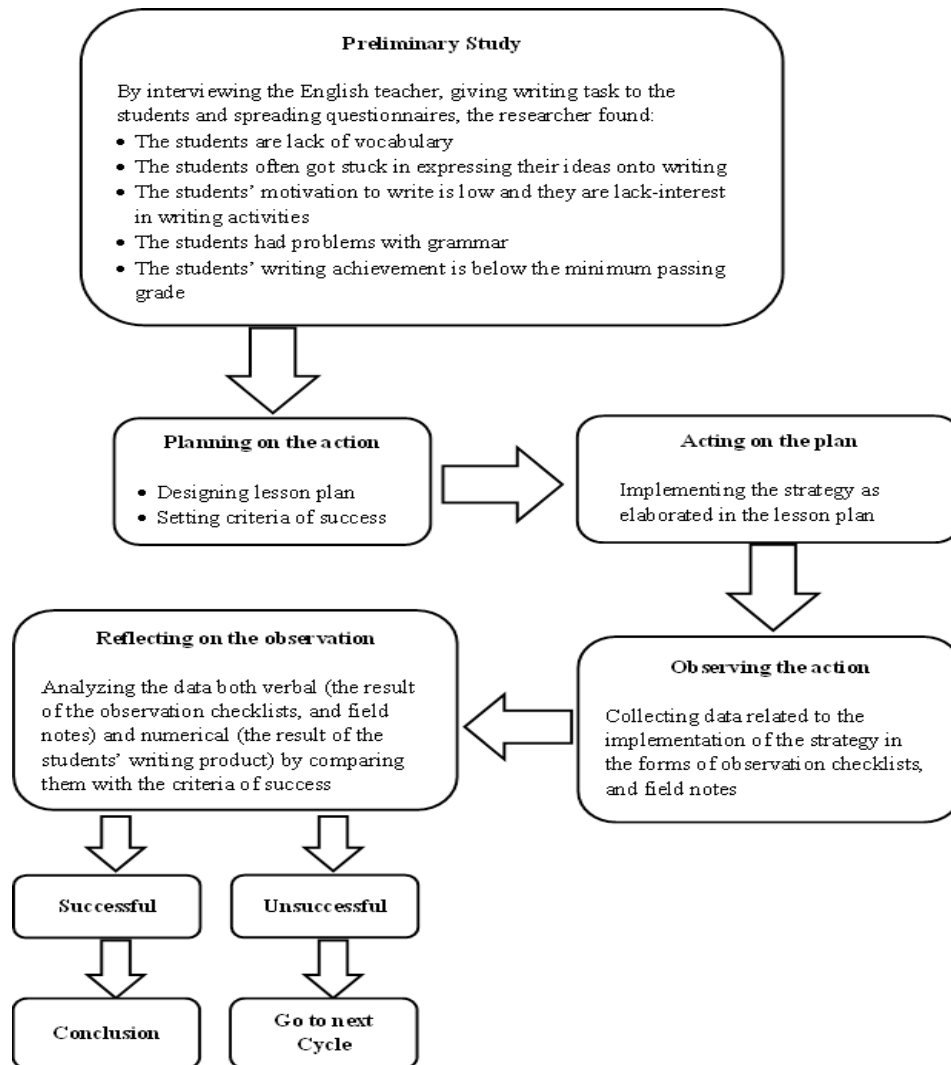 Preliminary Study
By interviewing the English teacher, giving writing task to the
students and spreading questionnaires, the researcher found:
• The students are lack of vocabulary
• The students often got stuck in expressing their ideas onto writing
• The students’ motivation to write is low and they are lack-interest
in writing activities
• The students had problems with grammar
• The students’ writing achievement is below the minimum passing
grade
Planning on the action
• Designing lesson plan
• Setting criteria of success
Acting on the plan
Implementing the strategy as
elaborated in the lesson plan
Observing the action
Collecting data related to the
implementation of the strategy in
the forms of observation checklists,
and field notes
Reflecting on the observation
Analyzing the data both verbal (the result
of the observation checklists, and field
notes) and numerical (the result of the
students’ writing product) by comparing
them with the criteria of success
Successful
Unsuccessful
Conclusion
Go to next
Cycle